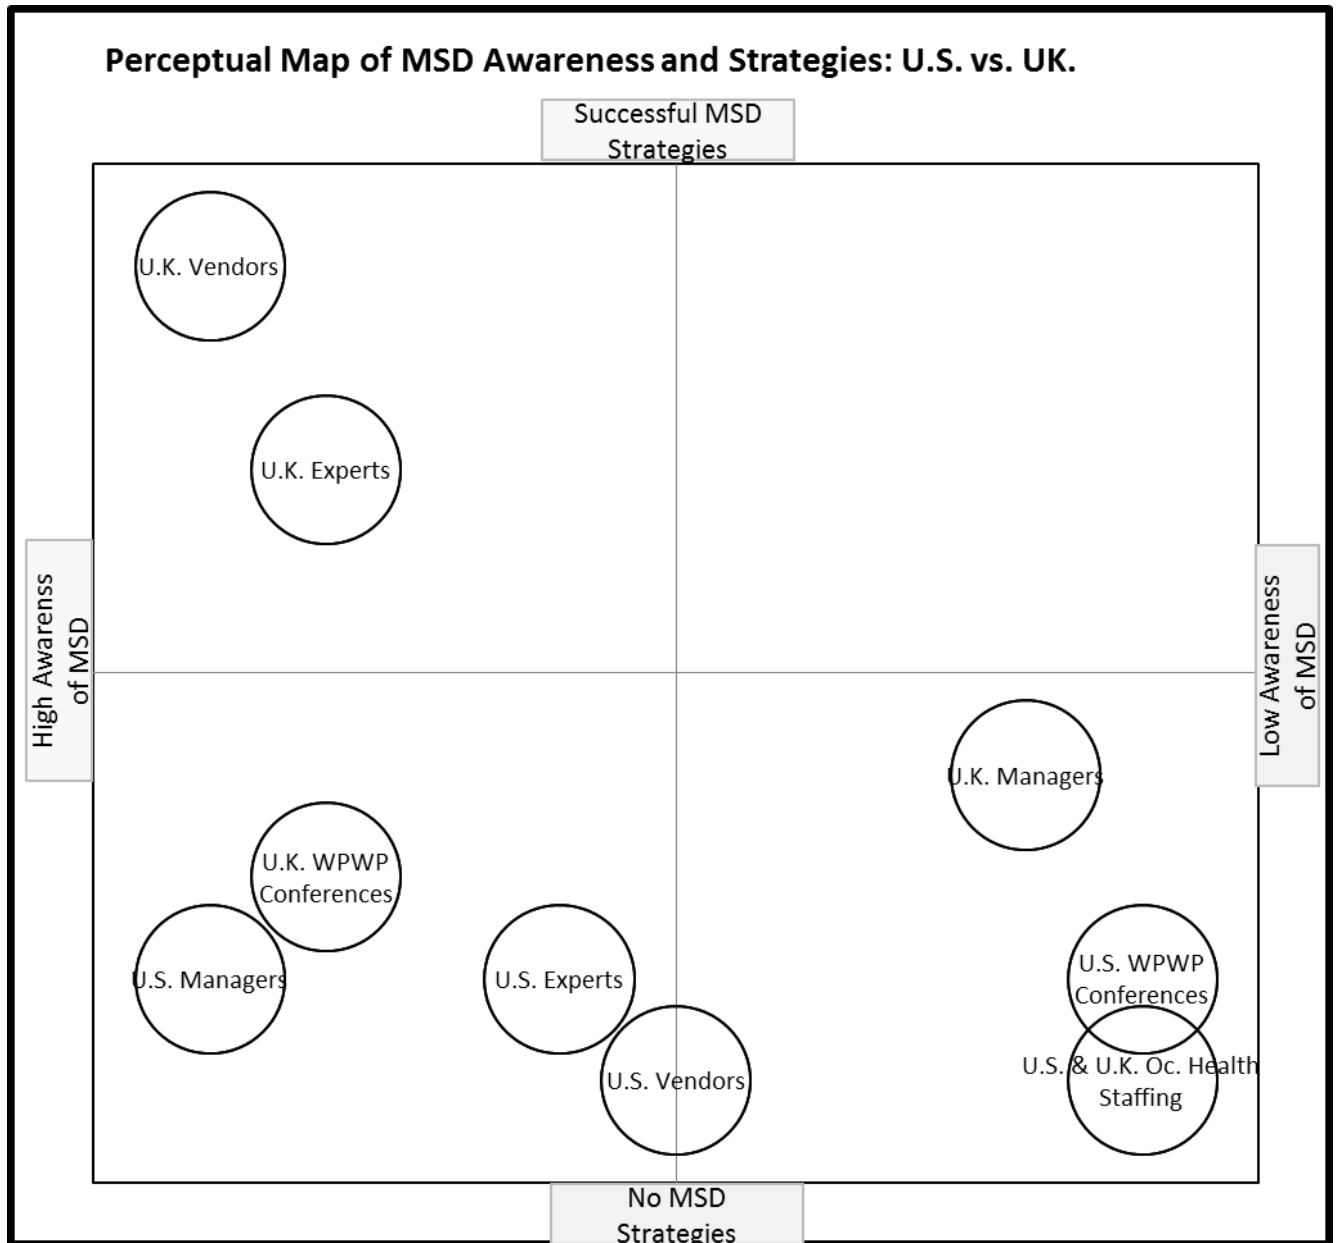 Perceptual Map of MSD Awareness and Strategies: U.S. vs. UK.
Successful MSD
Strategies
U.K. Vendors
U.K. Experts
High Awarenss
of MSD
Low Awareness
of MSD
U.K. Managers
U.K. WPWP
Conferences
U.S. Managers
U.S. Experts
U.S. WPWP
Conferences
U.S. Vendors
U.S. & U.K. Oc. Health
Staffing
No MSD
Strategies